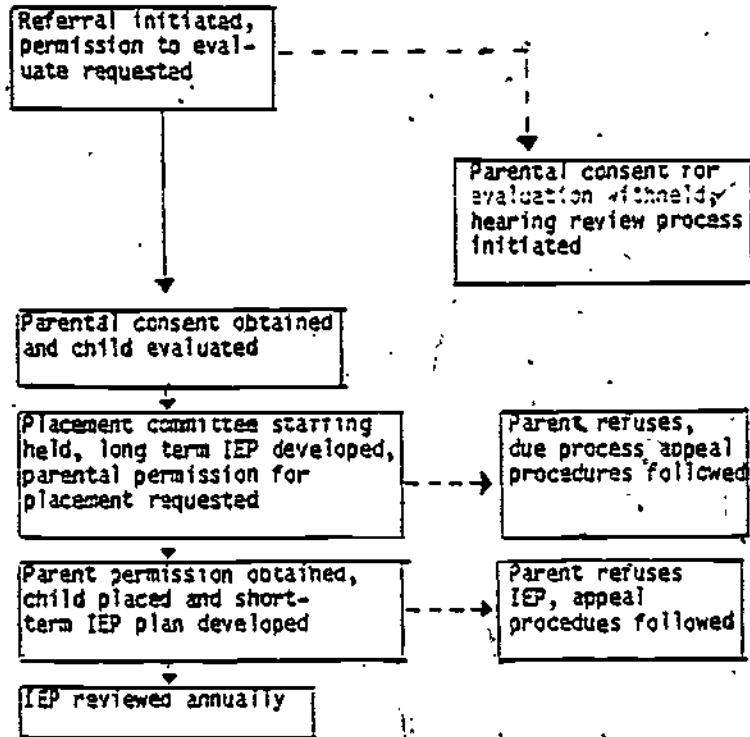 Referral initiated,
permission to eval-
uate requested
Parental consent for
evaluation withheld,
hearing review process
initiated
Parental consent obtained
and child evaluated
Placement committee staffing
held, long term IEP developed,
parental permission for
placement requested
Parent refuses,
due process appeal
procedures followed
Parent permission obtained,
child placed and short-
term IEP plan developed
Parent refuses
IEP, appeal
procedues followed
IEP reviewed annually